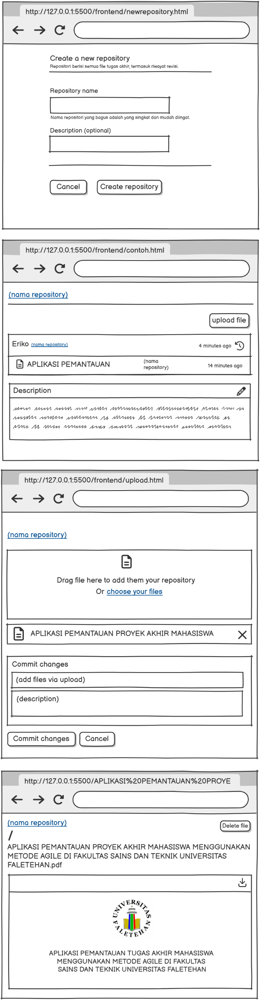 http://127.0.0.1:5500/frontend/newrepository.html
Create a new repository
Repositori berisi semua file tugas akhir, termasuk riwayat revisi.
Repository name
Nama repositori yang bagus adalah yang singkat dan mudah diingat.
Description (optional)
Cancel
Create repository
http://127.0.0.1:5500/frontend/contoh.html
(nama repository)
upload file
Eriko (nama repository) 4 minutes ago
APLIKASI PEMANTAUAN (nama
repository) 14 minutes ago
Description
http://127.0.0.1:5500/frontend/upload.html
(nama repository)
Drag file here to add them your repository
Or choose your files
APLIKASI PEMANTAUAN PROYEK AKHIR MAHASISWA
Commit changes
(add files via upload)
(description)
Commit changes
Cancel
http://127.0.0.1:5500/APLIKASI%20PEMANTAUAN%20PROYE
(nama repository)
Delete file
/
APLIKASI PEMANTAUAN PROYEK AKHIR MAHASISWA MENGGUNAKAN
METODE AGILE DI FAKULTAS SAINS DAN TEKNIK UNIVERSITAS
FALETEHAN.pdf
UNIVERSITAS
FALETEHAN
APLIKASI PEMANTAUAN TUGAS AKHIR MAHASISWA
MENGGUNAKAN METODE AGILE DI FAKULTAS
SAINS DAN TEKNIK UNIVERSITAS FALETEHAN